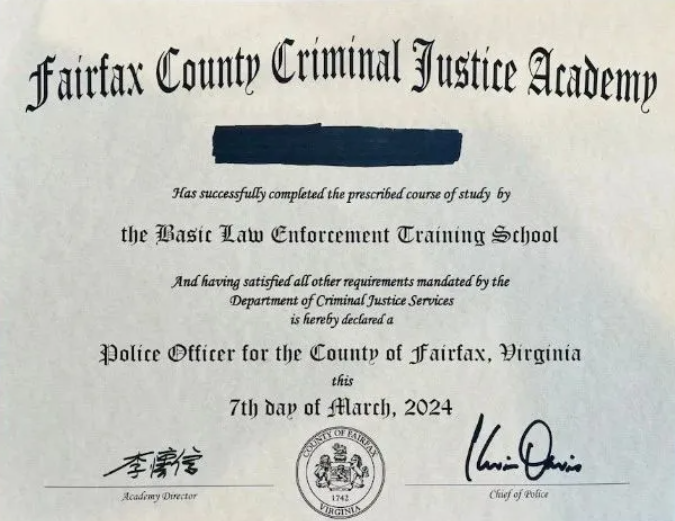 Fairfax County Criminal Justice Academy
Has successfully completed the prescribed course of study by
the Basic Law Enforcement Training School
And having satisfied all other requirements mandated by the
Department of Criminal Justice Services
is hereby declared a
Police Officer for the County of Fairfax, Virginia
this
7th day of March, 2024
Kevin Davis
Academy Director
COUNTY OF FAIRFAX
1742
VIRGINIA
Chief of Police